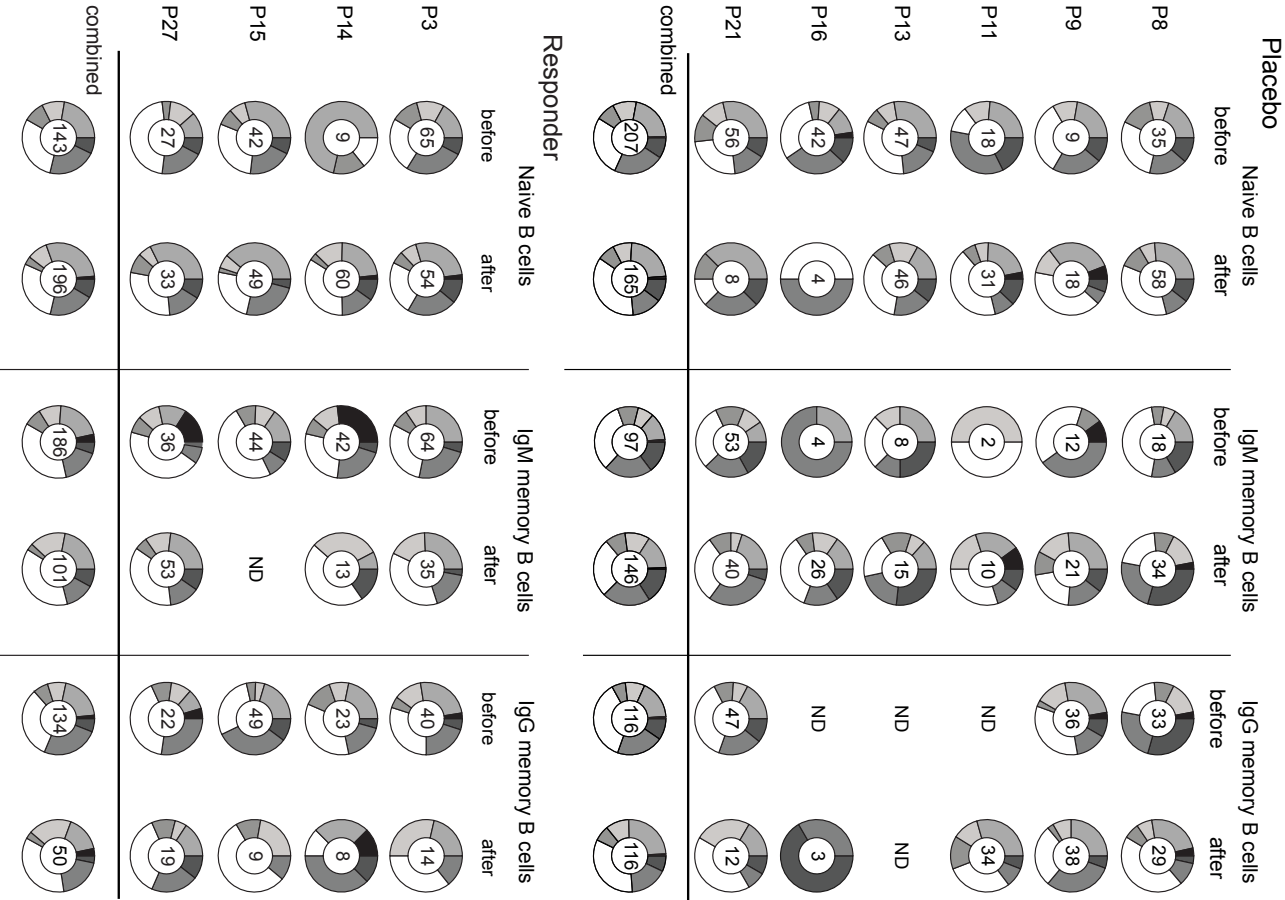 Placebo
Naive B cells IgM memory B cells IgG memory B cells
before after before after before after
P8 35 58 18 34 33 29
P9 9 18 12 21 36 38
P11 18 31 2 10 ND 34
P13 47 46 8 15 ND ND
P16 42 4 4 26 ND 3
P21 56 8 53 40 47 12
combined 207 165 97 146 116 116
Responder
Naive B cells IgM memory B cells IgG memory B cells
before after before after before after
P3 65 54 64 35 40 14
P14 9 60 42 13 23 8
P15 42 49 44 ND 49 9
P27 27 33 36 53 22 19
combined 143 196 186 101 134 50